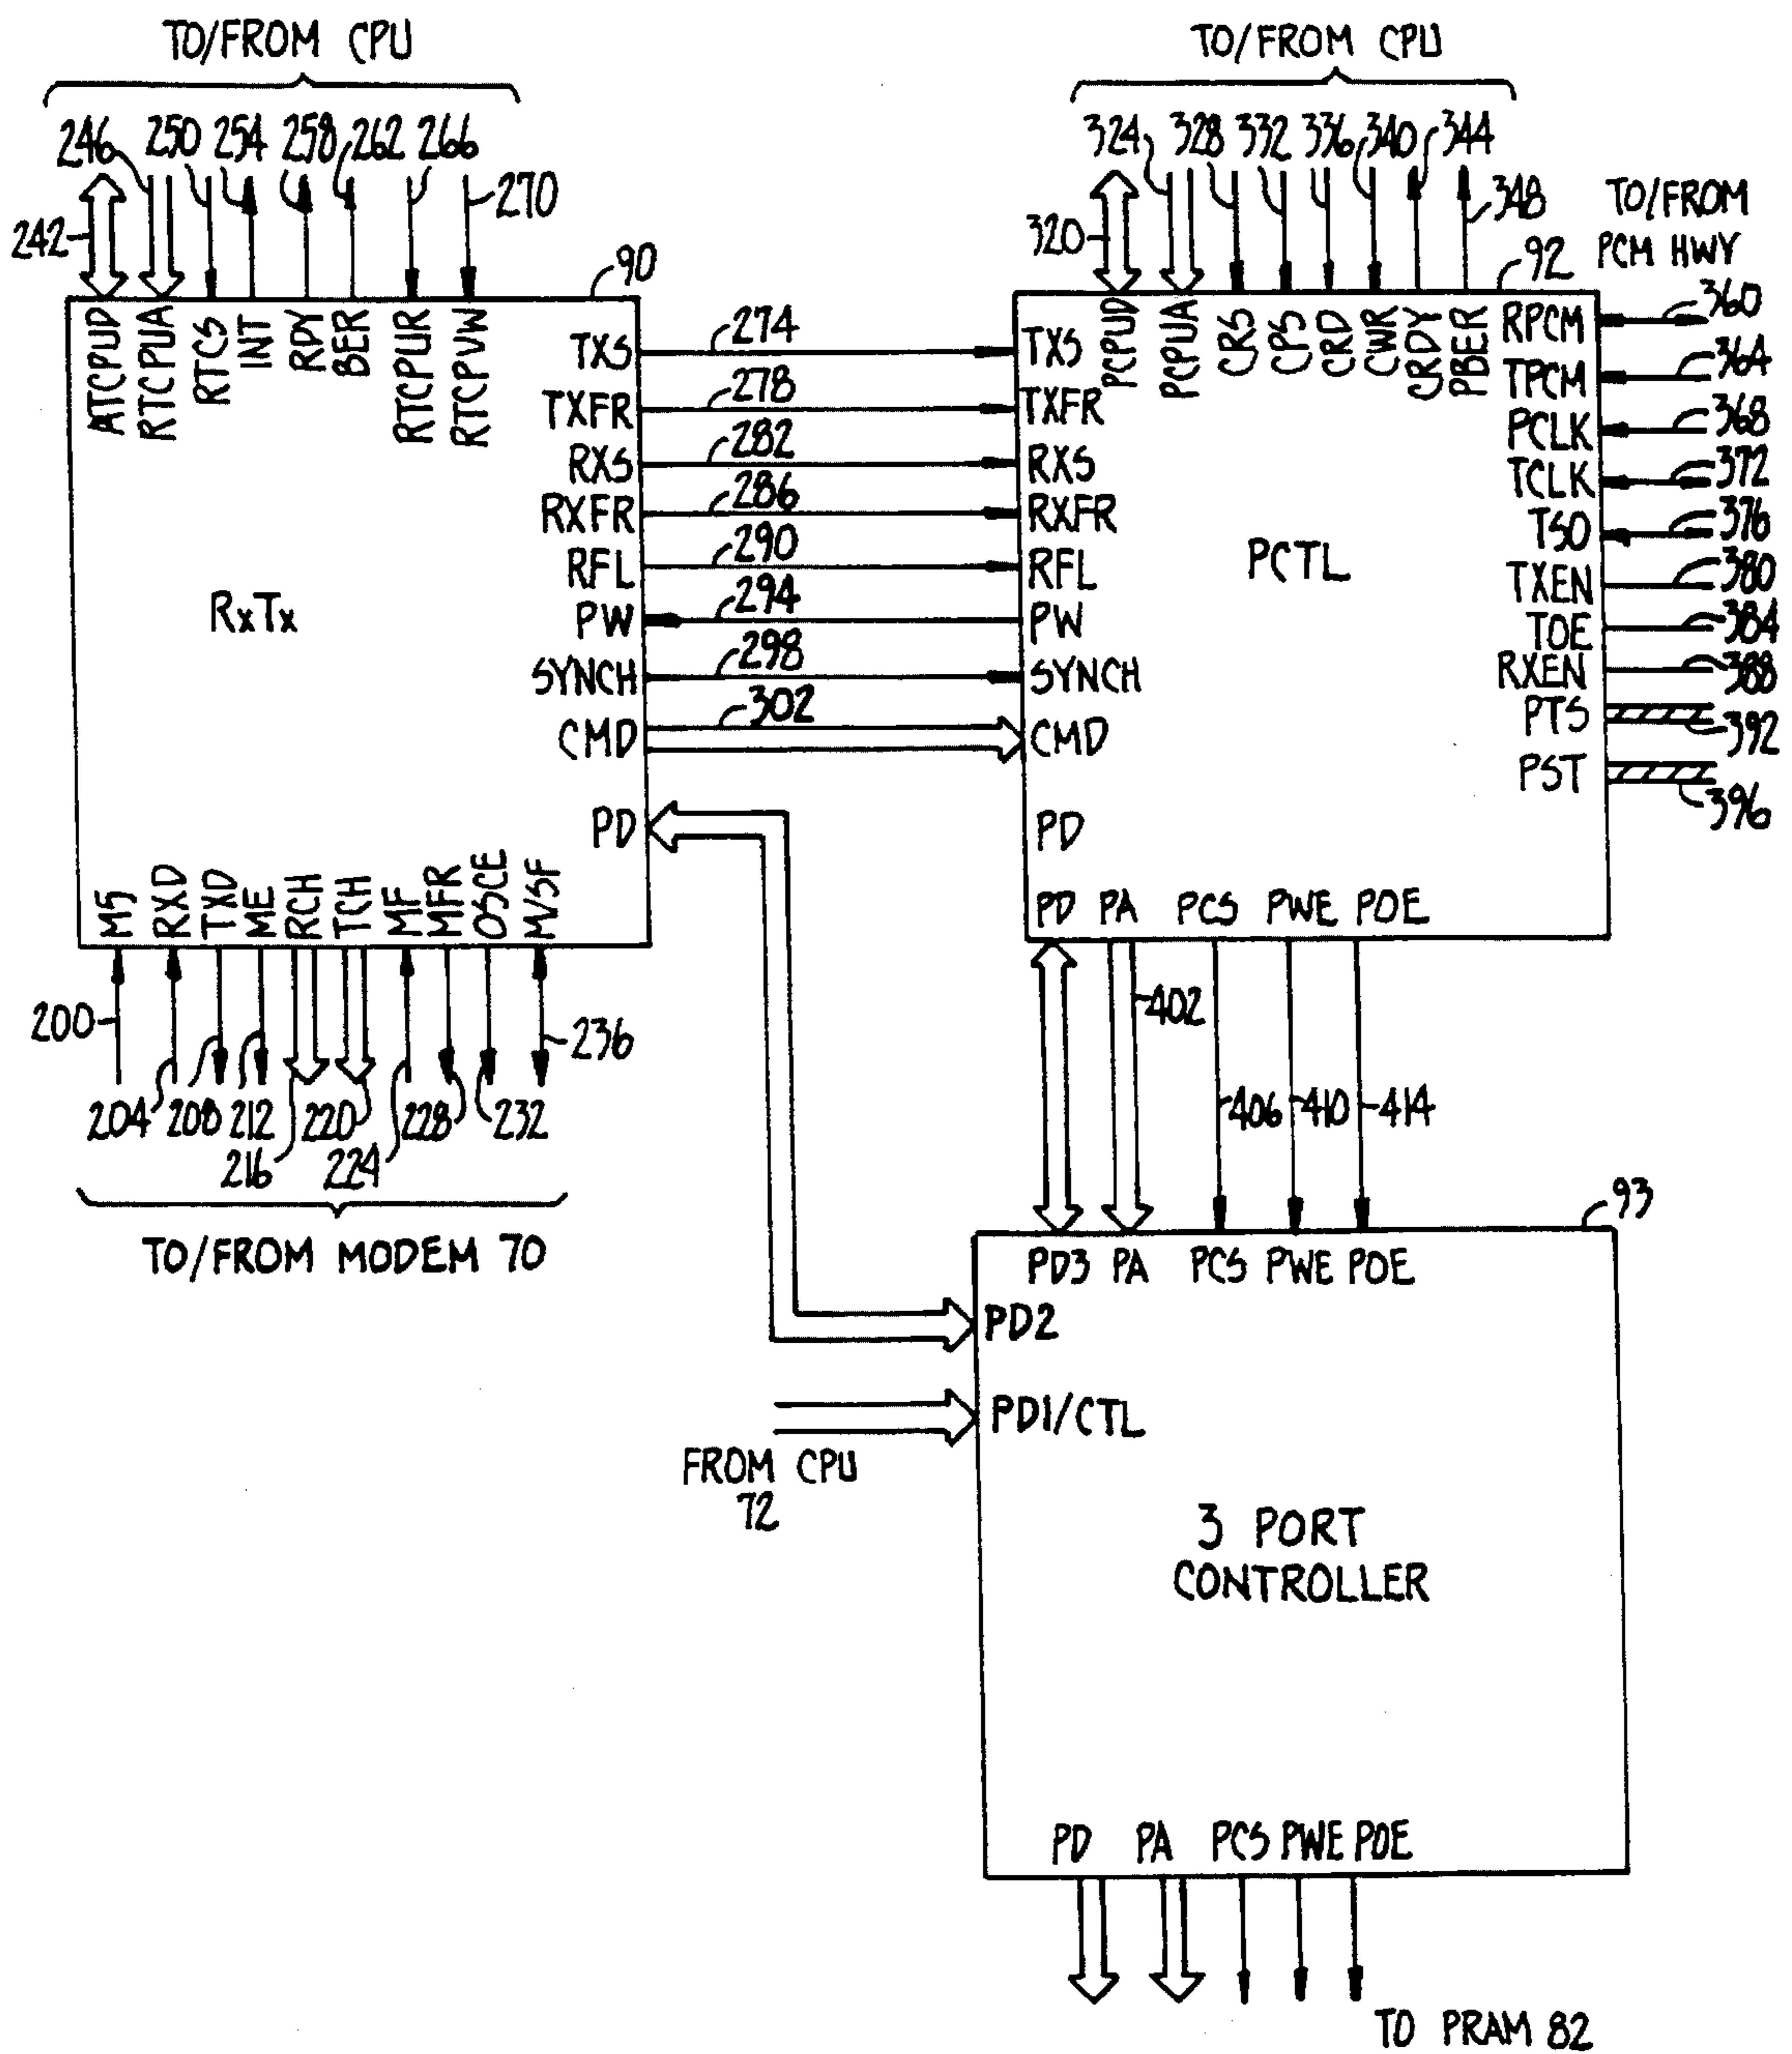 TO/FROM CPU
TO/FROM CPU
246 250 254 258 262 266
324 328 332 336 340 344
242
270
320
348
TO/FROM
PCM HWY
90
92
ATCPUD RTCPUA RTCS INT RDY BER RTCPUR RTCPVW
PCPUD PCPUA CRS CPS CRD CWR CRDY PBER
TXS 274 TXS
TXFR 278 TXFR
RXS 282 RXS
RXFR 286 RXFR
RFL 290 RFL
PW 294 PW
SYNCH 298 SYNCH
CMD 302 CMD
PD
PD
RxTx
PCTL
RPCM 360
TPCM 364
PCLK 368
TCLK 372
TSO 376
TXEN 380
TOE 384
RXEN 388
PTS 392
PST 396
M5 RXD TXD ME RCH TCH MF MFR OSCE M/SF
PD PA PCS PWE POE
200
236
402
204 208 212 220 228 232
216 224
406 410 414
TO/FROM MODEM 70
93
PD3 PA PCS PWE POE
PD2
PD1/CTL
FROM CPU
72
3 PORT
CONTROLLER
PD PA PCS PWE POE
TO PRAM 82